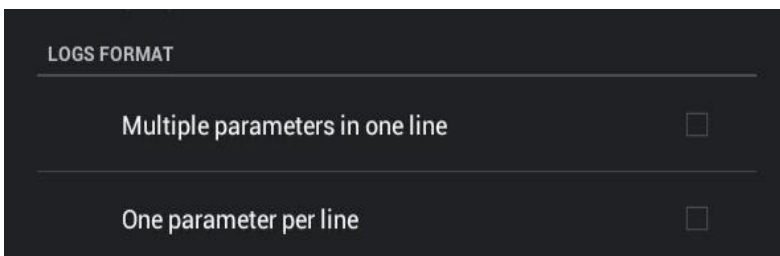 LOGS FORMAT
Multiple parameters in one line
One parameter per line